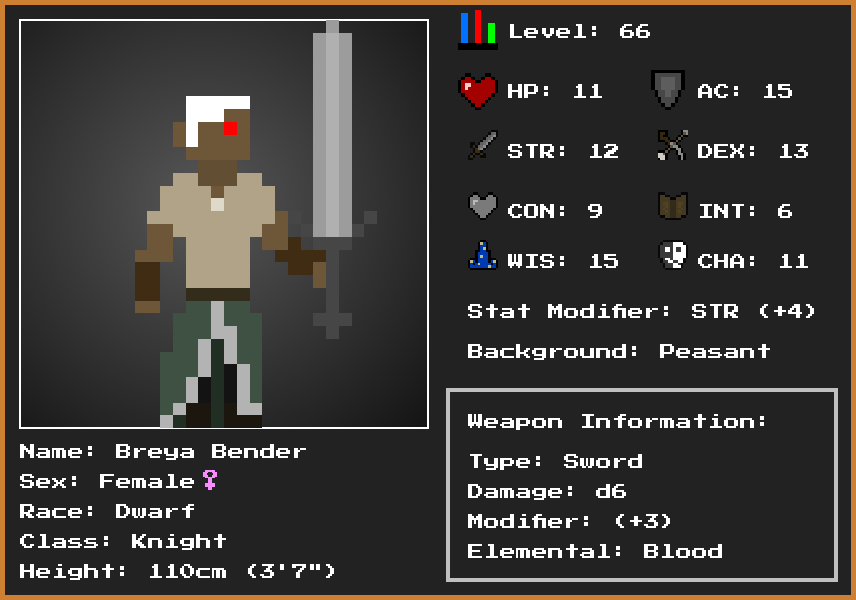 Level: 66
HP: 11 AC: 15
STR: 12 DEX: 13
CON: 9 INT: 6
WIS: 15 CHA: 11
Stat Modifier: STR (+4)
Background: Peasant
Name: Breya Bender
Sex: Female♀
Race: Dwarf
Class: Knight
Height: 110cm (3'7")
Weapon Information:
Type: Sword
Damage: d6
Modifier: (+3)
Elemental: Blood